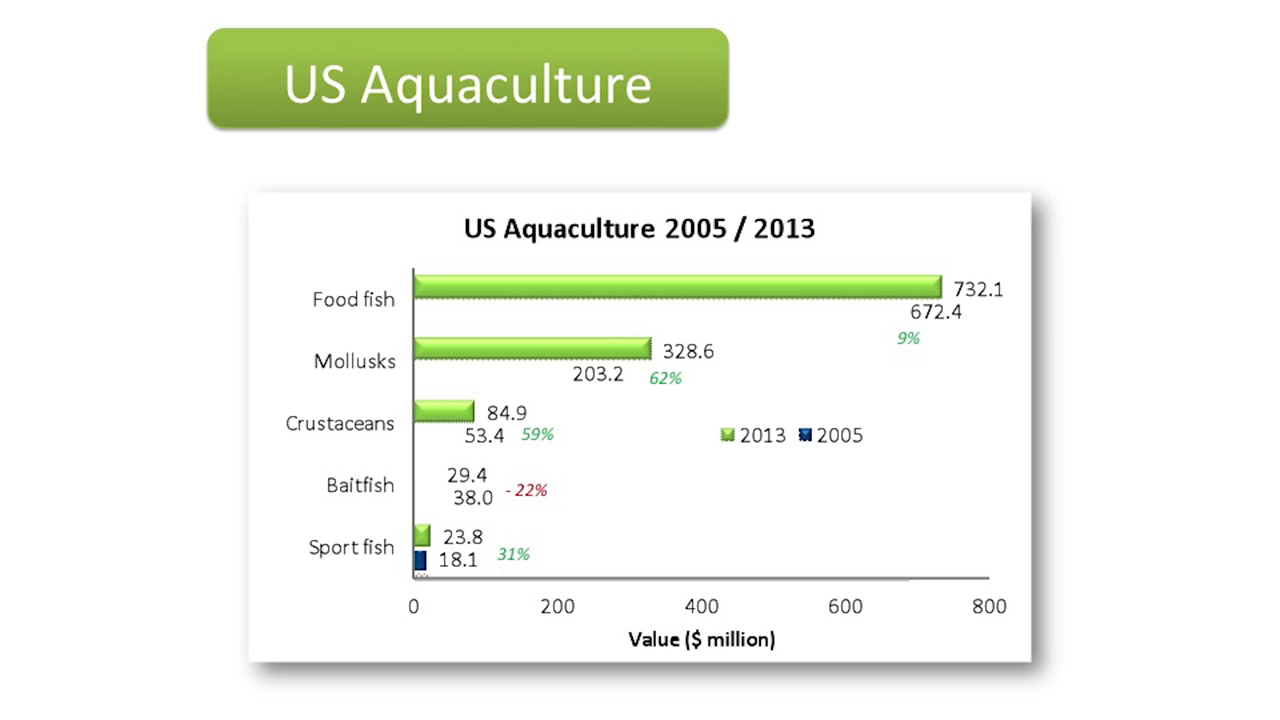 US Aquaculture
US Aquaculture 2005 / 2013
Food fish
732.1
672.4
9%
Mollusks
328.6
203.2
62%
Crustaceans
84.9
53.4
59%
2013
2005
Baitfish
29.4
38.0
- 22%
Sport fish
23.8
18.1
31%
0 200 400 600 800
Value ($ million)